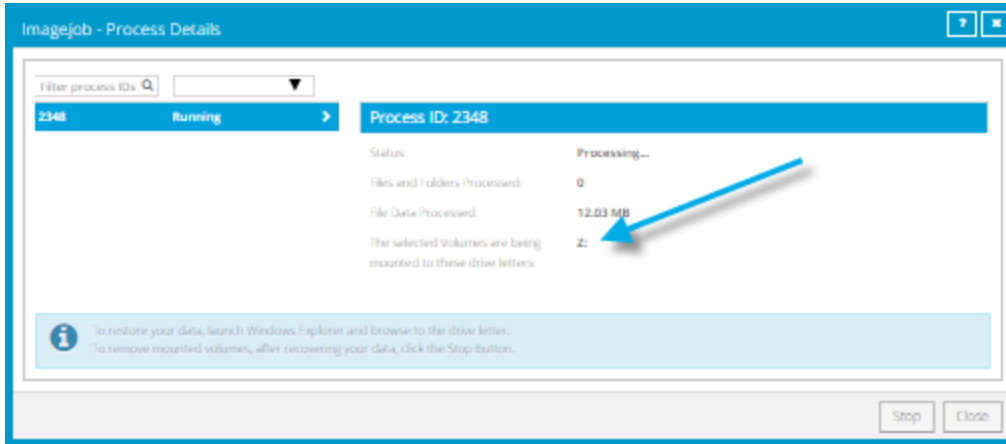 Imagejob - Process Details
?
×
Filter process IDs
2348 Running
Process ID: 2348
Status: Processing...
Files and Folders Processed: 0
File Data Processed: 12.03 MB
The selected Volumes are being Z:
mounted to these drive letters:
To restore your data, launch Windows Explorer and browse to the drive letter.
To remove mounted volumes, after recovering your data, click the Stop button.
Stop Close